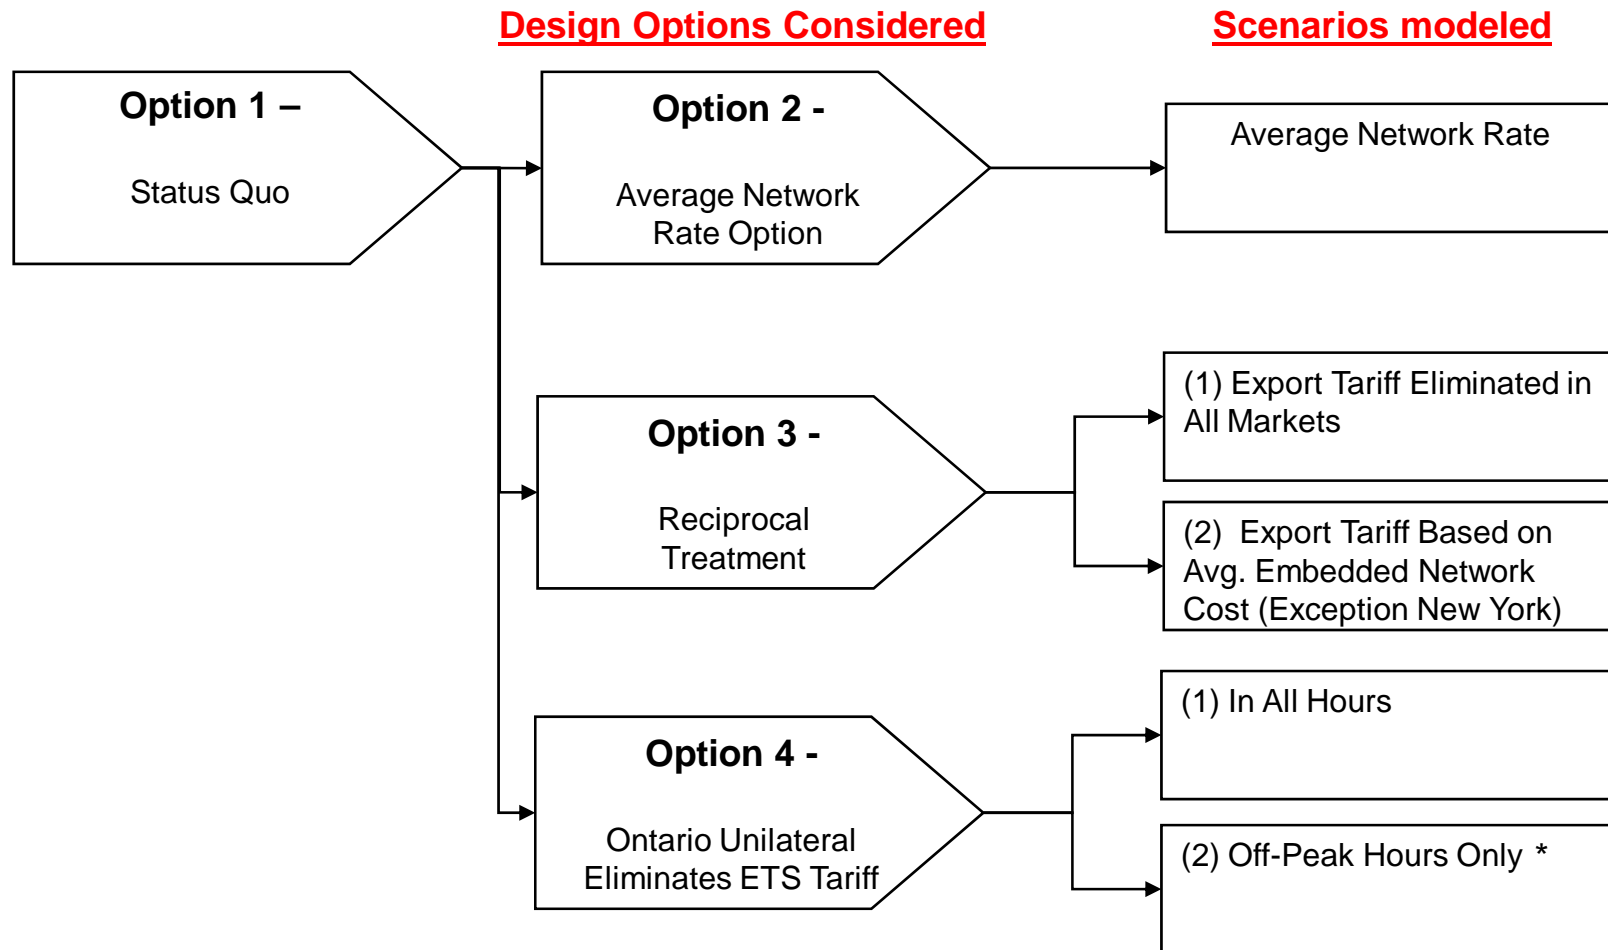 Design Options Considered
Scenarios modeled
Option 1 –
Status Quo
Option 2 -
Average Network
Rate Option
Average Network Rate
Option 3 -
Reciprocal
Treatment
(1) Export Tariff Eliminated in
All Markets
(2) Export Tariff Based on
Avg. Embedded Network
Cost (Exception New York)
Option 4 -
Ontario Unilateral
Eliminates ETS Tariff
(1) In All Hours
(2) Off-Peak Hours Only *